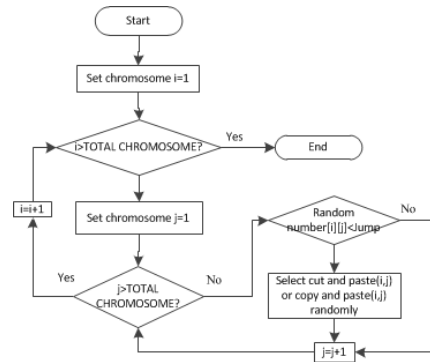 Start
Set chromosome i=1
i>TOTAL CHROMOSOME?
Yes
End
i=i+1
Set chromosome j=1
Random
number[i][j]<Jump
No
Yes
j>TOTAL
CHROMOSOME?
No
Select cut and paste(i,j)
or copy and paste(i,j)
randomly
j=j+1